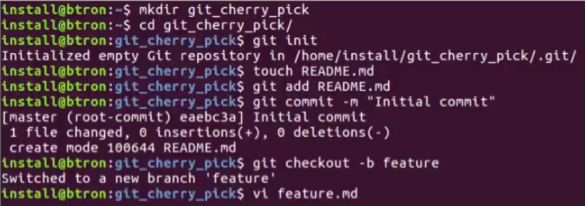 install@btron:~$ mkdir git_cherry_pick
install@btron:~$ cd git_cherry_pick/
install@btron:git_cherry_pick$ git init
Initialized empty Git repository in /home/install/git_cherry_pick/.git/
install@btron:git_cherry_pick$ touch README.md
install@btron:git_cherry_pick$ git add README.md
install@btron:git_cherry_pick$ git commit -m "Initial commit"
[master (root-commit) eaebc3a] Initial commit
 1 file changed, 0 insertions(+), 0 deletions(-)
 create mode 100644 README.md
install@btron:git_cherry_pick$ git checkout -b feature
Switched to a new branch 'feature'
install@btron:git_cherry_pick$ vi feature.md